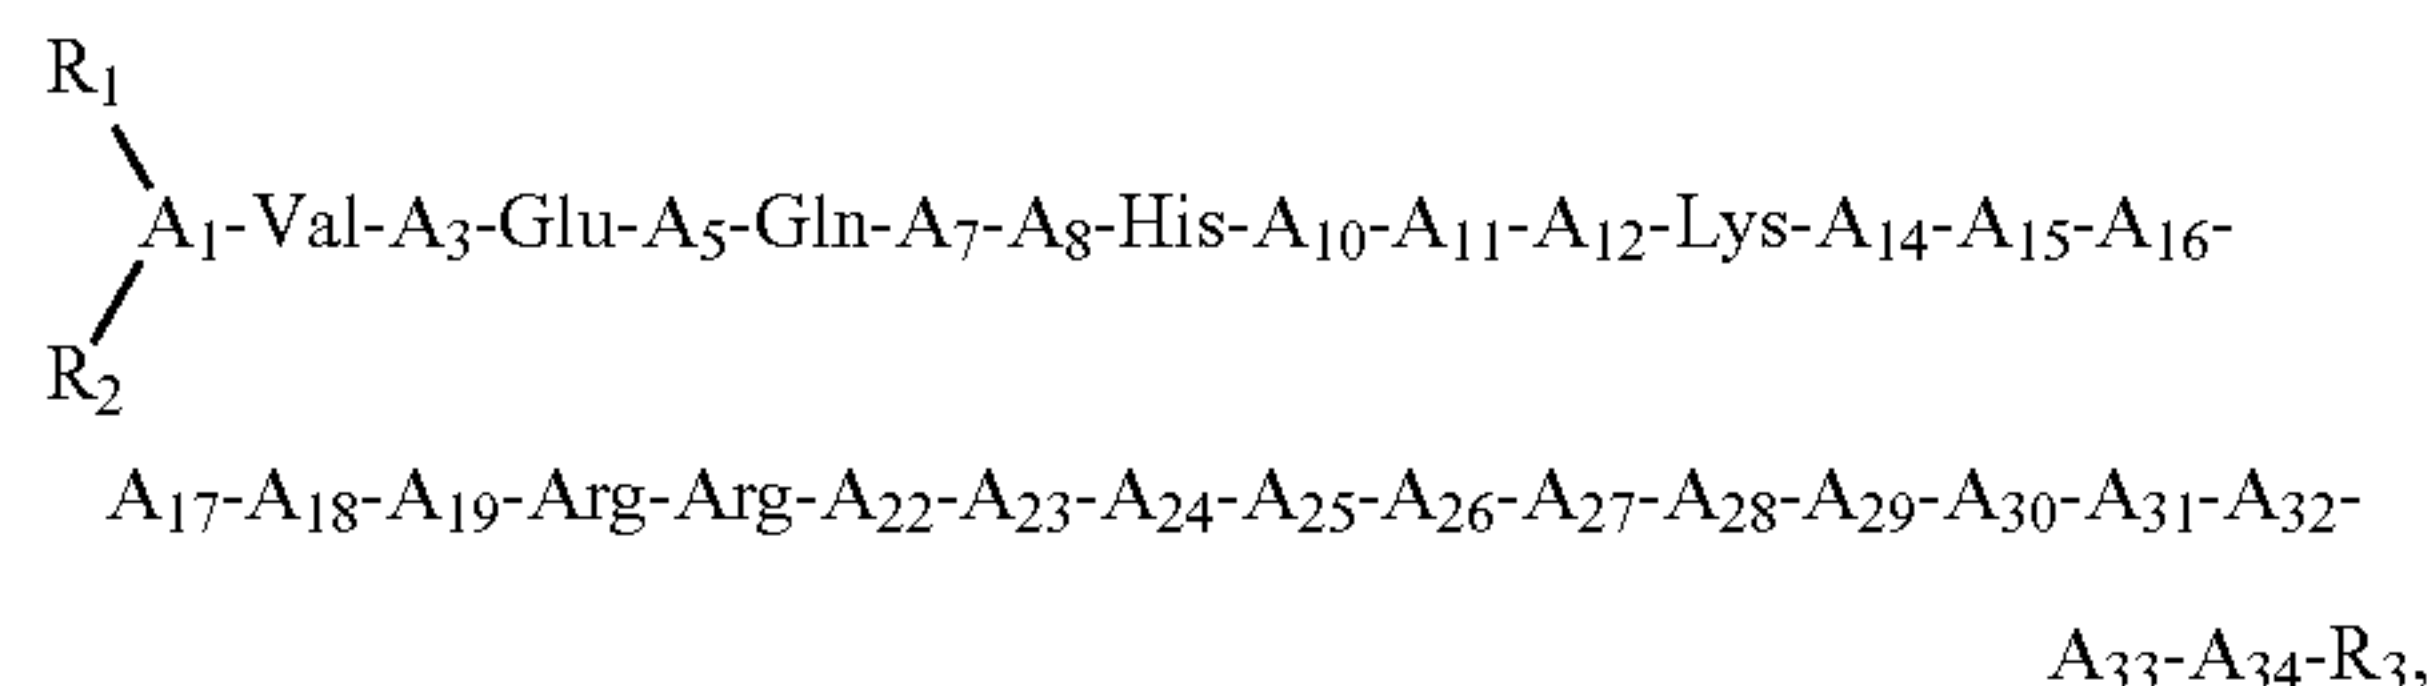 R₁
A₁-Val-A₃-Glu-A₅-Gln-A₇-A₈-His-A₁₀-A₁₁-A₁₂-Lys-A₁₄-A₁₅-A₁₆-
R₂
A₁₇-A₁₈-A₁₉-Arg-Arg-A₂₂-A₂₃-A₂₄-A₂₅-A₂₆-A₂₇-A₂₈-A₂₉-A₃₀-A₃₁-A₃₂-
A₃₃-A₃₄-R₃,